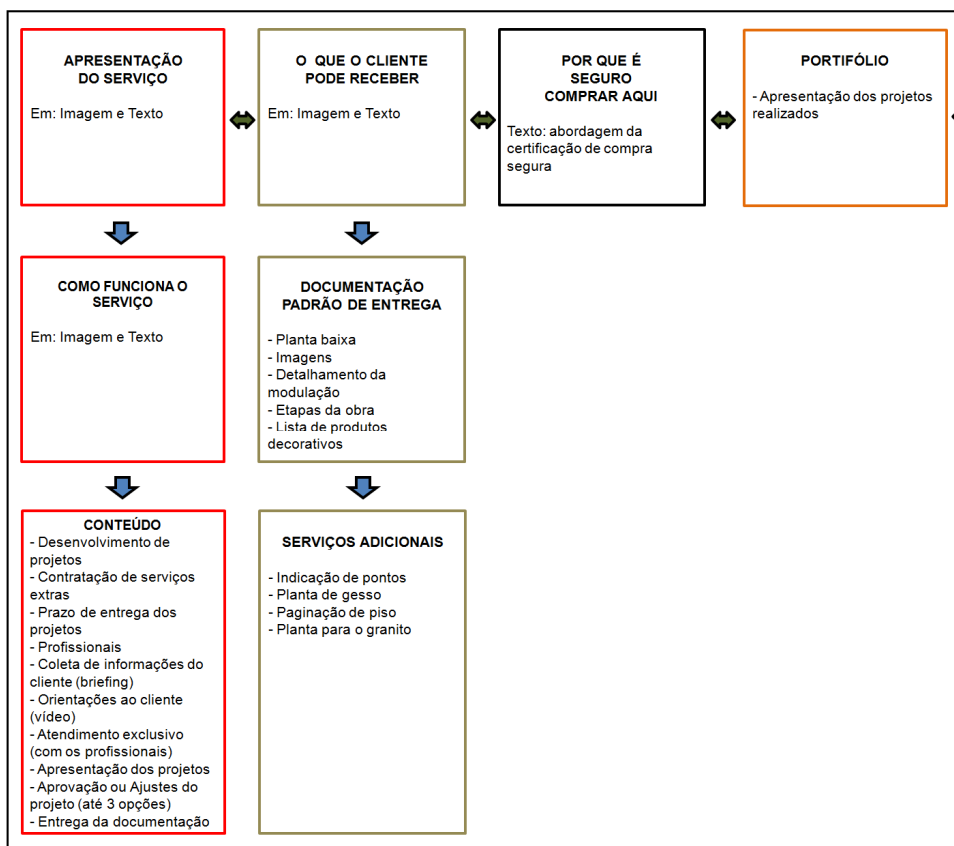 APRESENTAÇÃO
DO SERVIÇO
Em: Imagem e Texto
O QUE O CLIENTE
PODE RECEBER
Em: Imagem e Texto
POR QUE É
SEGURO
COMPRAR AQUI
Texto: abordagem da
certificação de compra
segura
PORTIFÓLIO
- Apresentação dos projetos
realizados
COMO FUNCIONA O
SERVIÇO
Em: Imagem e Texto
DOCUMENTAÇÃO
PADRÃO DE ENTREGA
- Planta baixa
- Imagens
- Detalhamento da
modulação
- Etapas da obra
- Lista de produtos
decorativos
CONTEÚDO
- Desenvolvimento de
projetos
- Contratação de serviços
extras
- Prazo de entrega dos
projetos
- Profissionais
- Coleta de informações do
cliente (briefing)
- Orientações ao cliente
(vídeo)
- Atendimento exclusivo
(com os profissionais)
- Apresentação dos projetos
- Aprovação ou Ajustes do
projeto (até 3 opções)
- Entrega da documentação
SERVIÇOS ADICIONAIS
- Indicação de pontos
- Planta de gesso
- Paginação de piso
- Planta para o granito